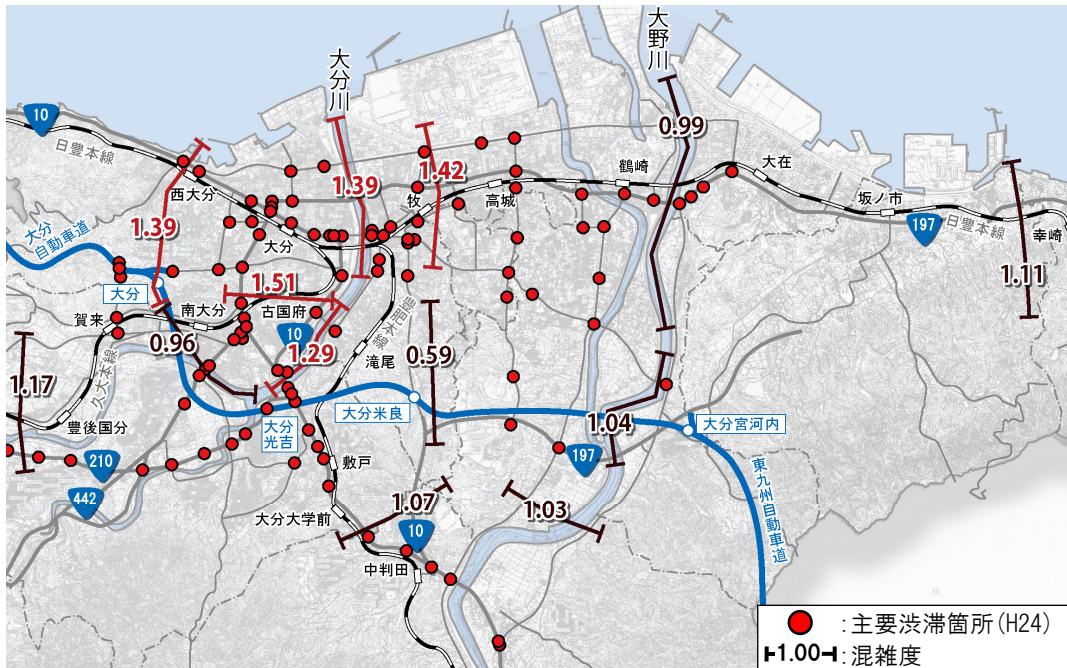 大分川
大野川
10
日豊本線
0.99
1.42
1.39
西大分
牧
高城
鶴崎
大在
坂ノ市
197
日豊本線
幸崎
1.39
大分
自動車道
大分
1.11
大分
1.51
南大分
古国府
10
豊肥本線
賀来
0.96
1.29
滝尾
0.59
1.17
久大本線
豊後国分
大分
光吉
大分米良
1.04
大分宮河内
210
敷戸
197
442
東九州自動車道
大分大学前
1.07
1.03
10
中判田
:主要渋滞箇所(H24)
1.00
:混雑度